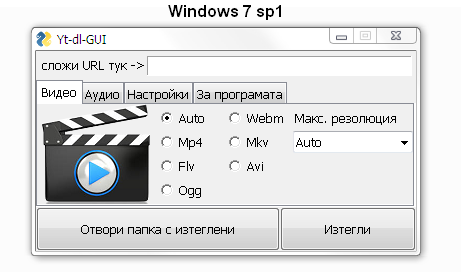 Windows 7 sp1
Yt-dl-GUI
сложи URL тук ->
Видео Аудио Настройки За програмата
Auto Webm Макс. резолюция
Mp4 Mkv Auto
Flv Avi
Ogg
Отвори папка с изтеглени Изтегли